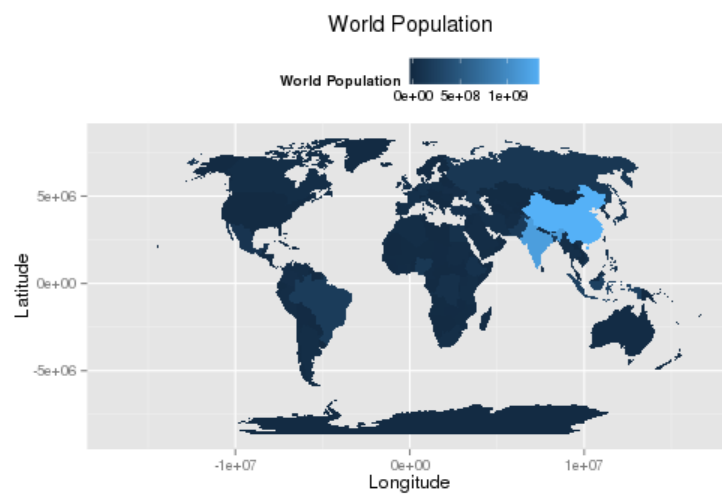 World Population
World Population
0e+00 5e+08 1e+09
5e+06
0e+00
-5e+06
Latitude
-1e+07 0e+00 1e+07
Longitude